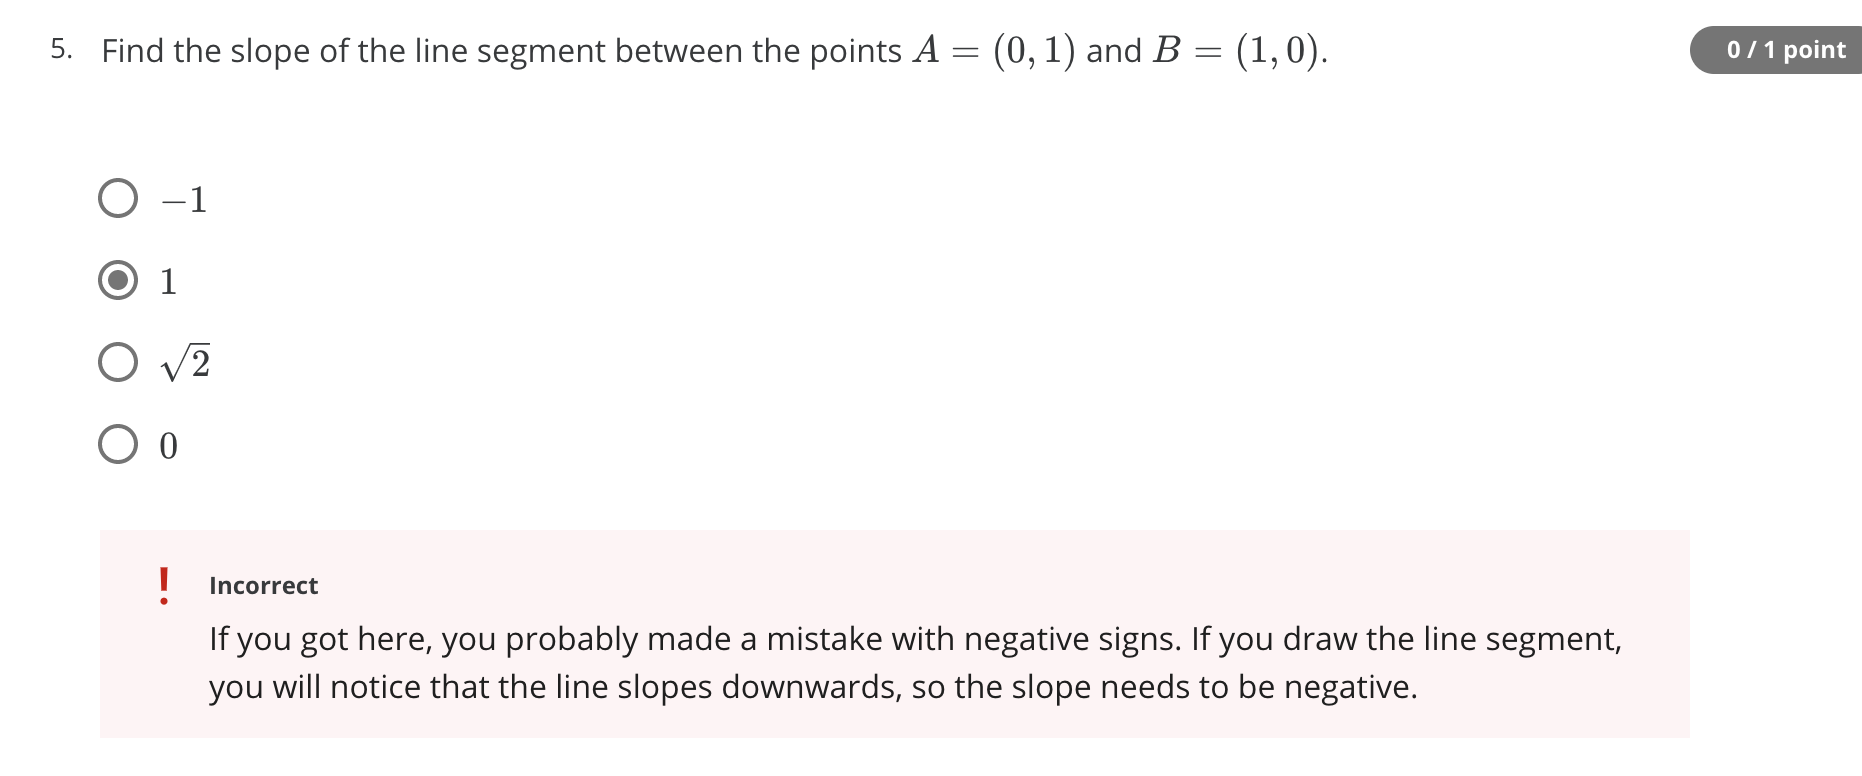 5. Find the slope of the line segment between the points A = (0, 1) and B = (1, 0).
0 / 1 point
−1
1
√2
0
! Incorrect
If you got here, you probably made a mistake with negative signs. If you draw the line segment,
you will notice that the line slopes downwards, so the slope needs to be negative.